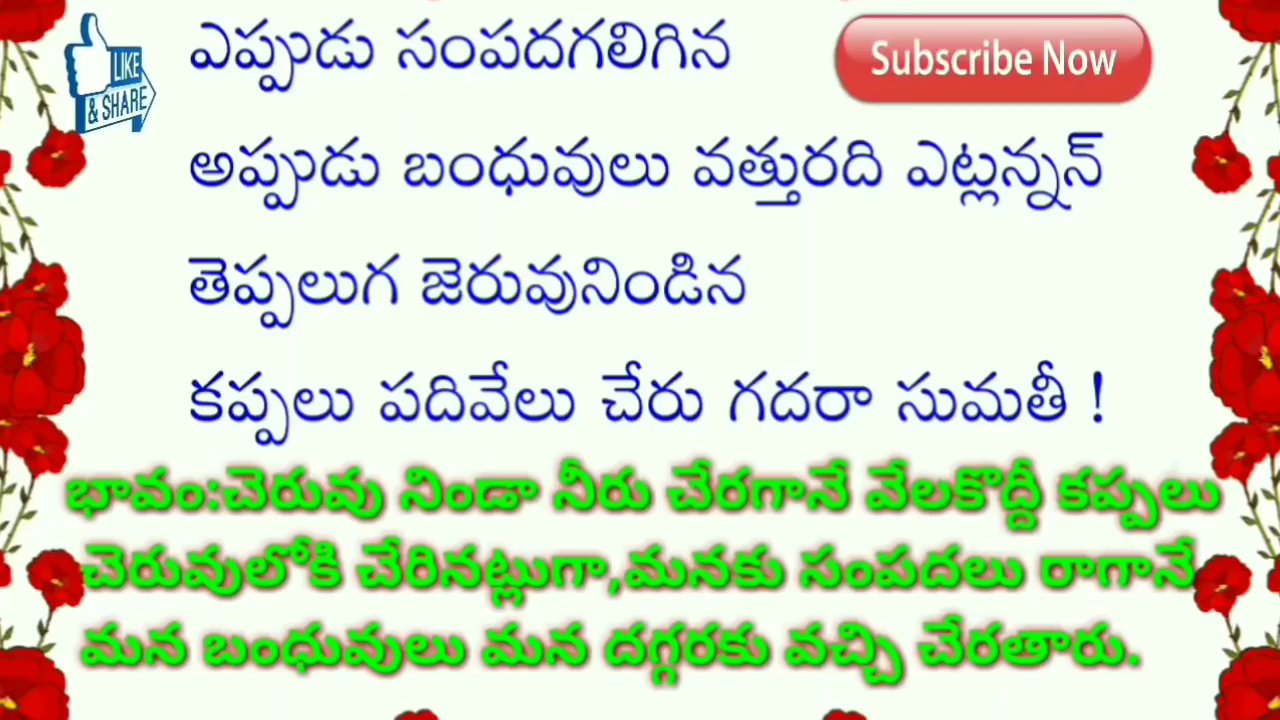 ఎప్పుడు సంపదగలిగిన
Subscribe Now
LIKE
& SHARE
అప్పుడు బంధువులు వత్తురది ఎట్లన్నన్
తెప్పలుగ జెరువునిండిన
కప్పలు పదివేలు చేరు గదరా సుమతీ !
భావం:చెరువు నిండా నీరు చేరగానే వేలకొద్దీ కప్పలు
చెరువులోకి చేరినట్లుగా,మనకు సంపదలు రాగానే
మన బంధువులు మన దగ్గరకు వచ్చి చేరతారు.